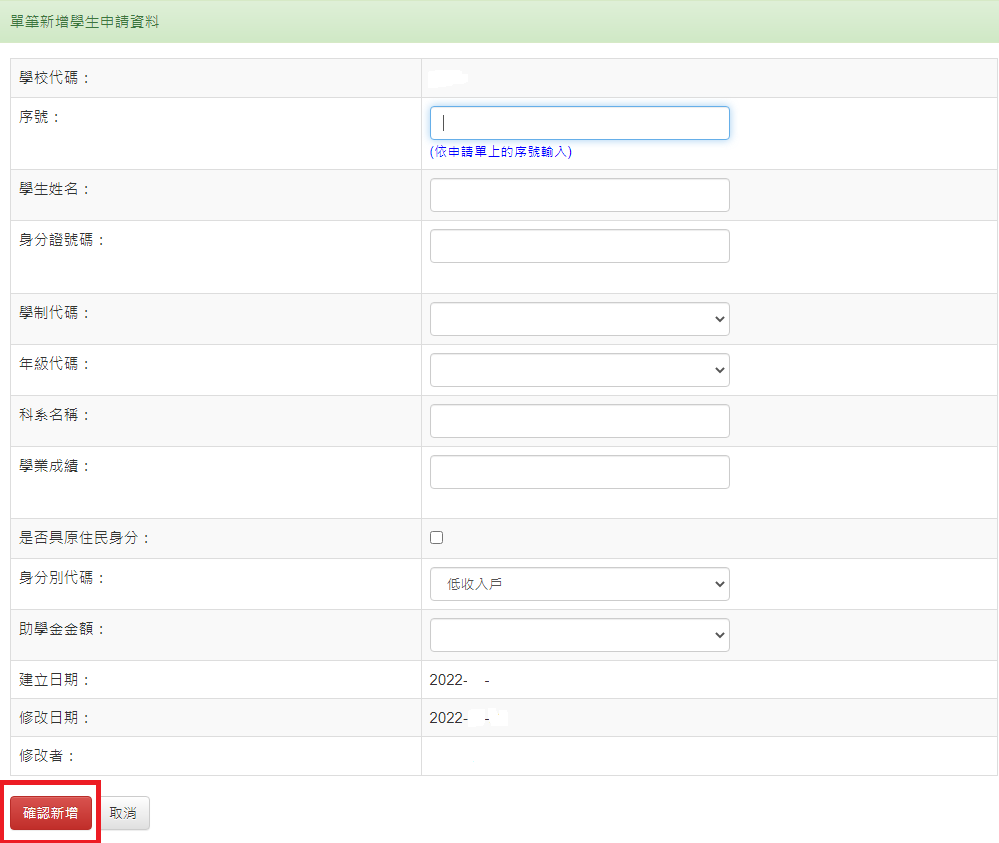 單筆新增學生申請資料
學校代碼：
序號：
(依申請單上的序號輸入)
學生姓名：
身分證號碼：
學制代碼：
年級代碼：
科系名稱：
學業成績：
是否具原住民身分：
身分別代碼：
低收入戶
助學金金額：
建立日期：
2022- -
修改日期：
2022- -
修改者：
確認新增
取消